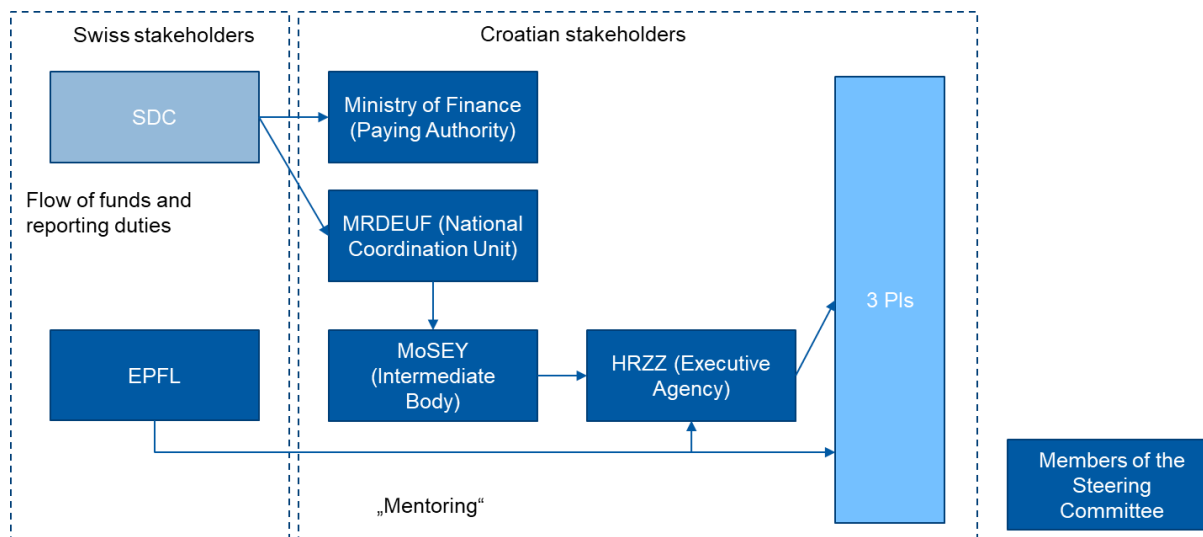 Swiss stakeholders
Croatian stakeholders
SDC
Ministry of Finance
(Paying Authority)
Flow of funds and
reporting duties
MRDEUF (National
Coordination Unit)
3 PIs
EPFL
MoSEY
(Intermediate
Body)
HRZZ (Executive
Agency)
„Mentoring“
Members of the
Steering
Committee